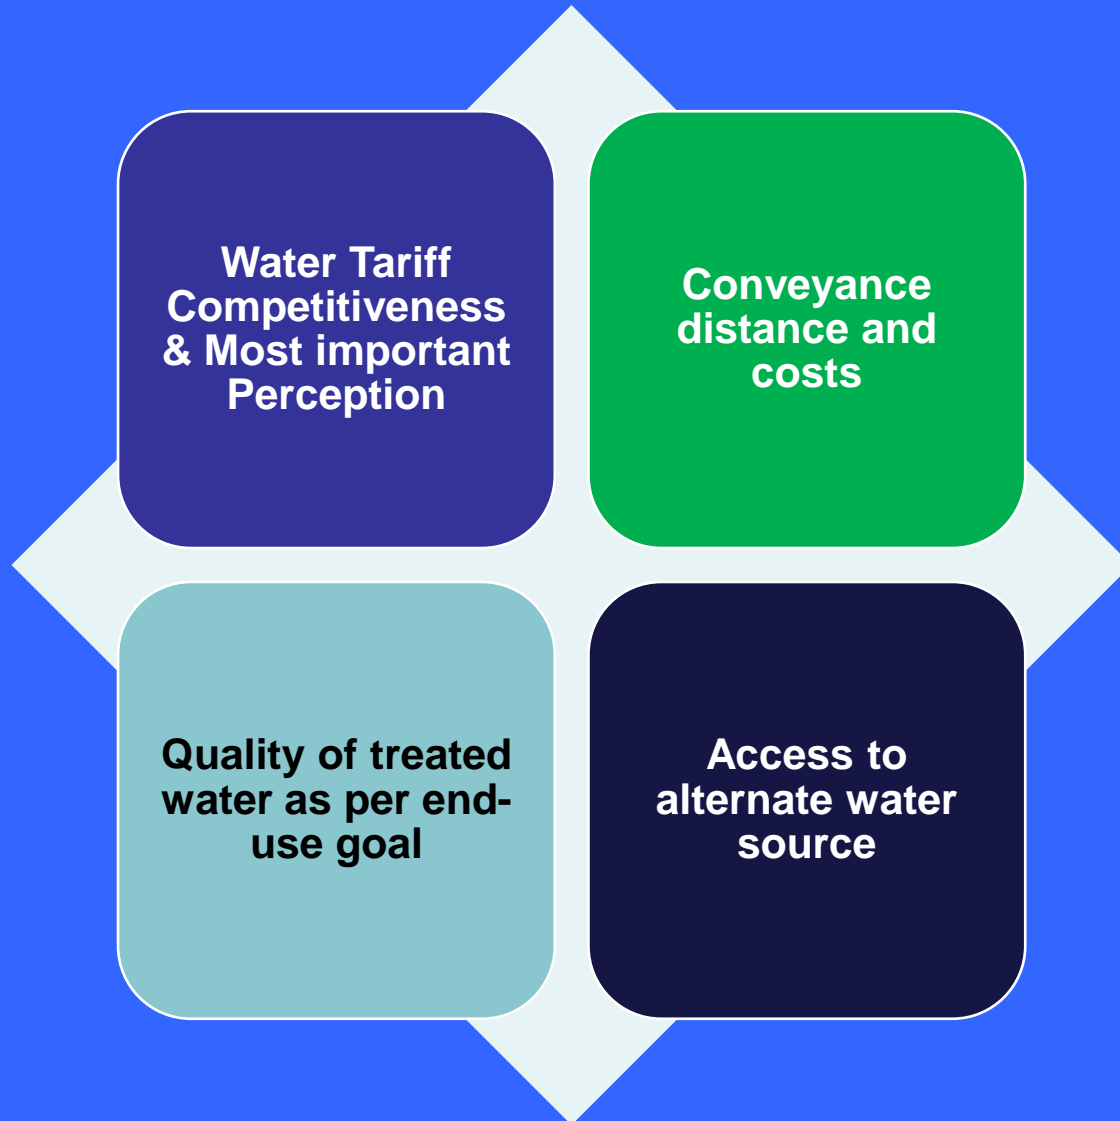 Water Tariff
Competitiveness
& Most important
Perception
Conveyance
distance and
costs
Quality of treated
water as per end-
use goal
Access to
alternate water
source